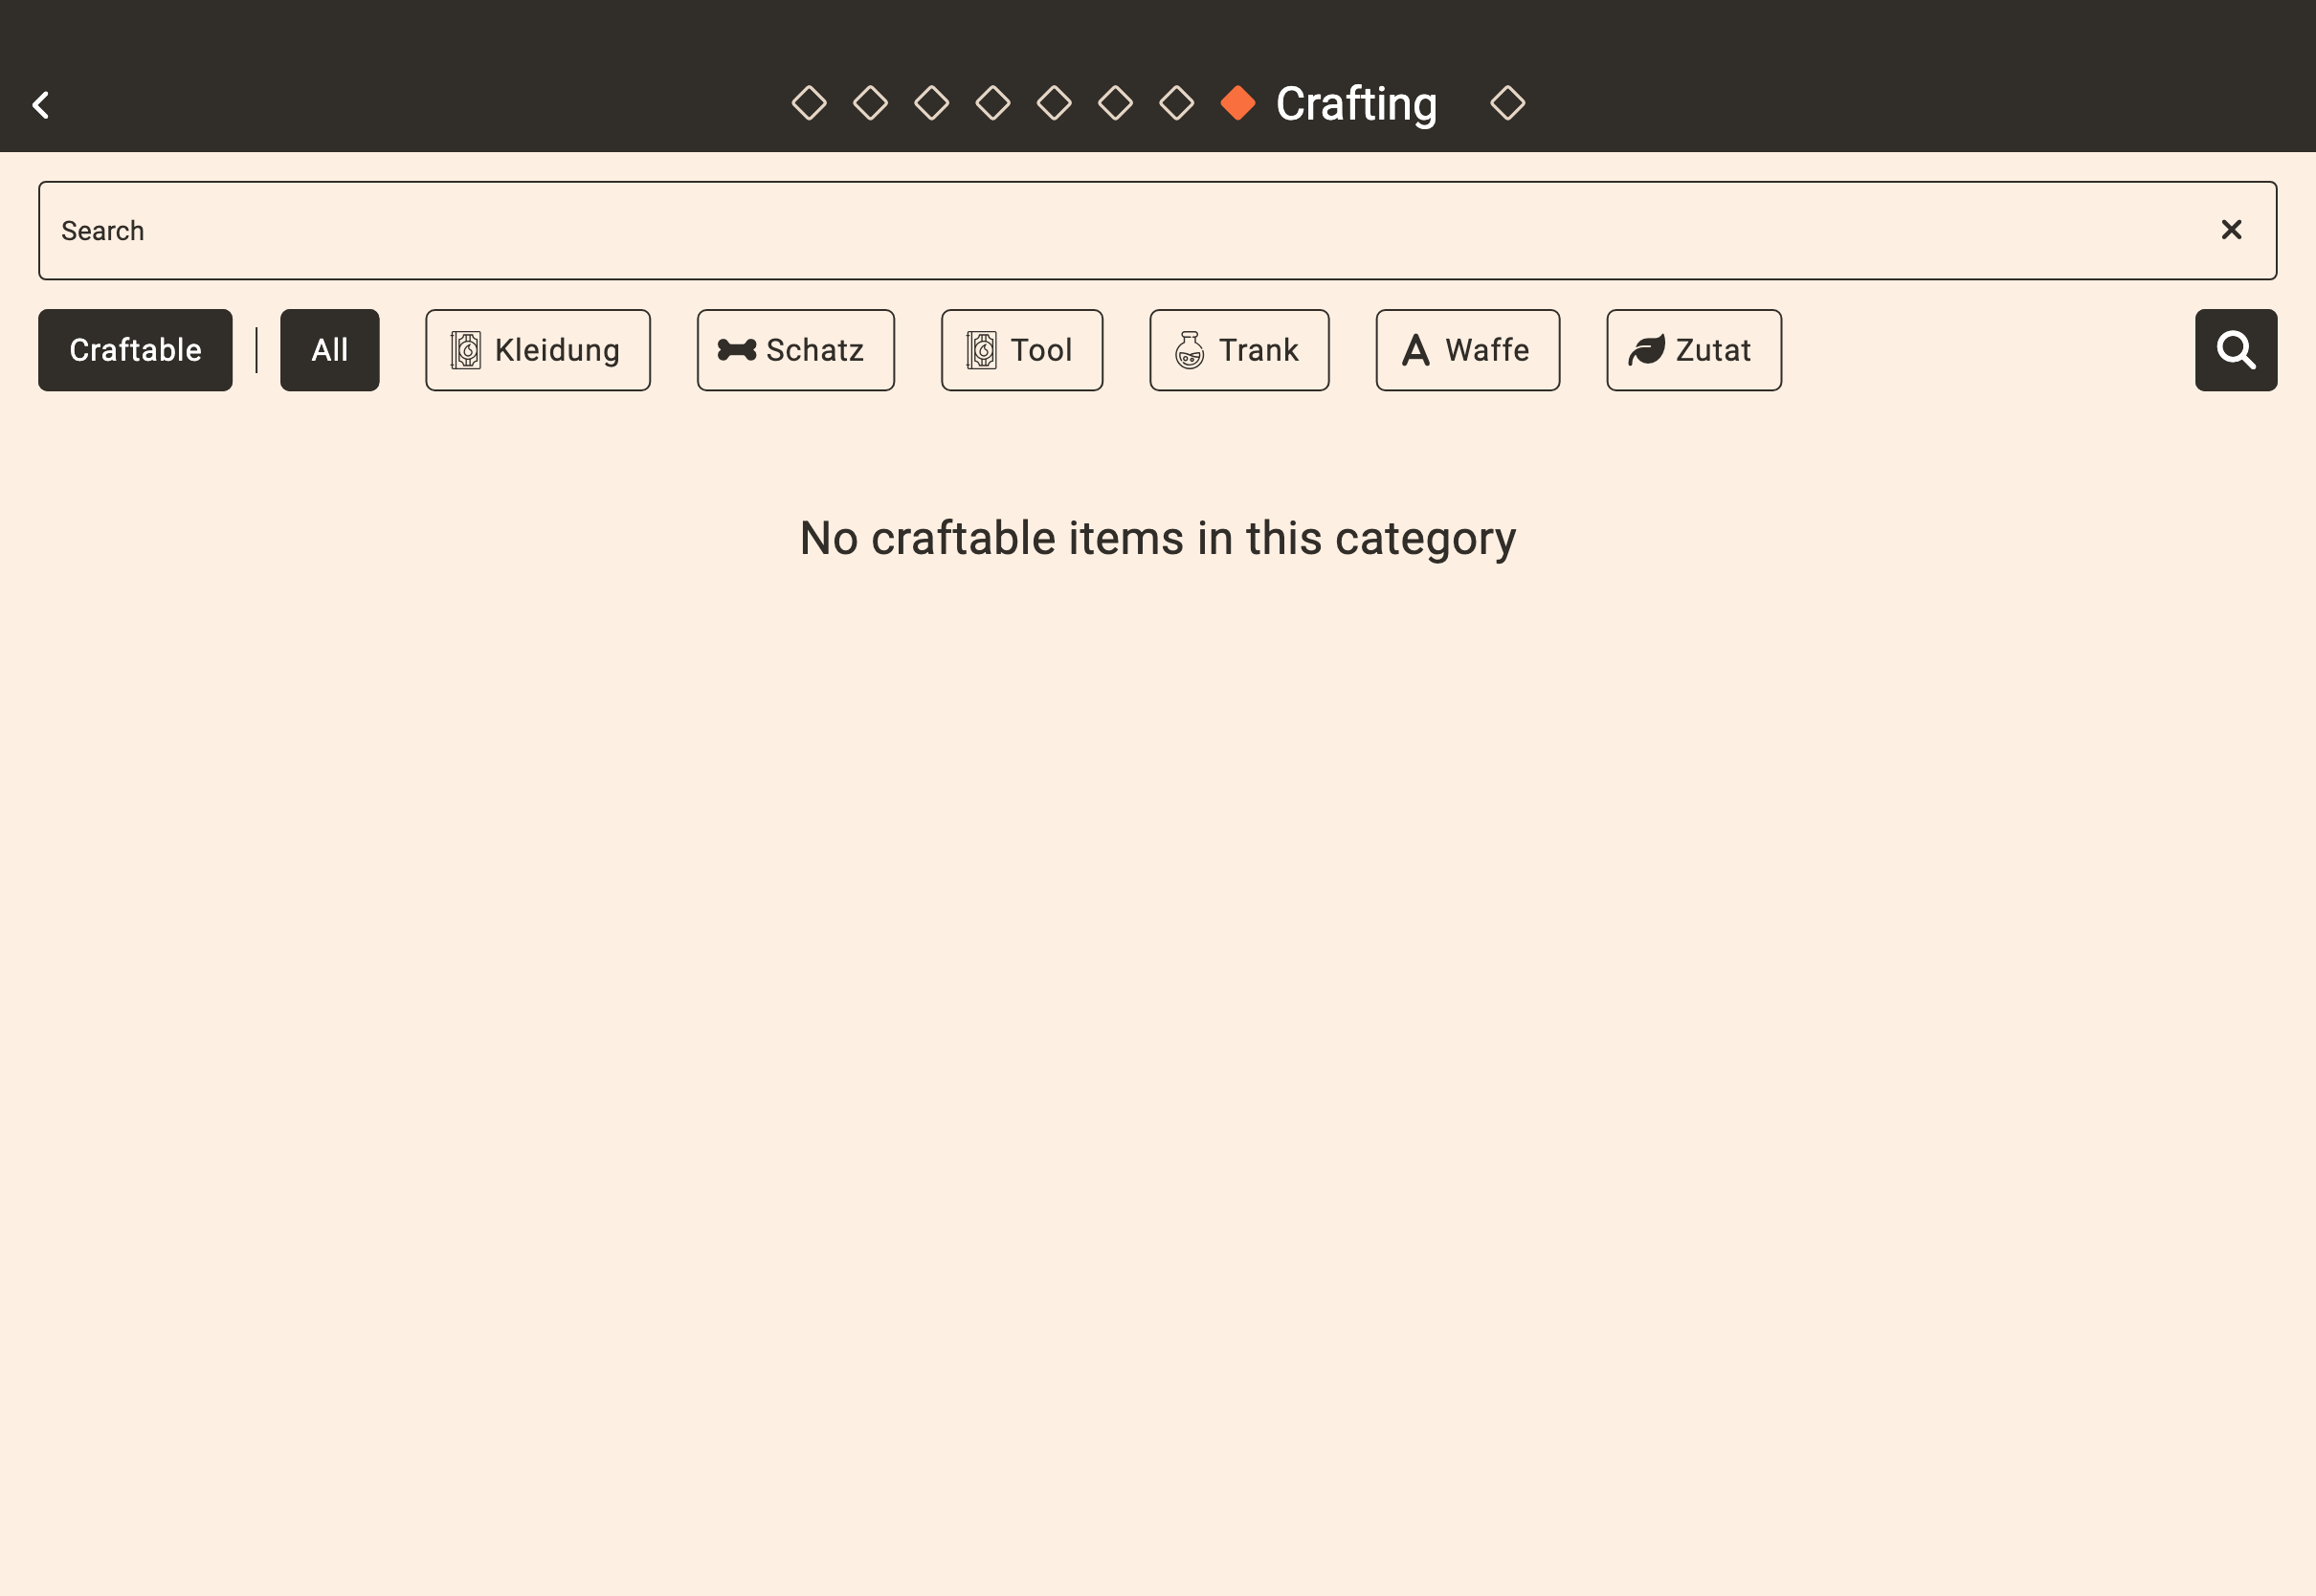 Crafting
Search
Craftable All Kleidung Schatz Tool Trank Waffe Zutat
No craftable items in this category